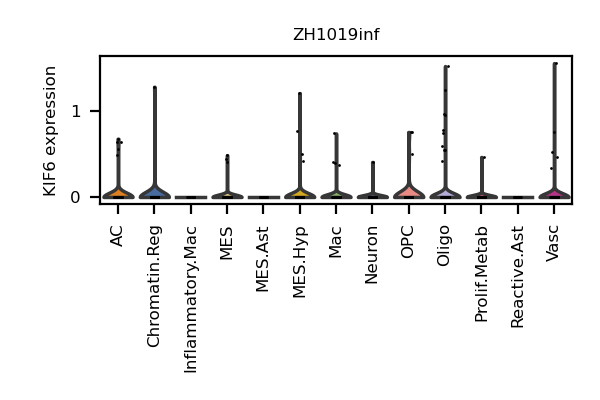 ZH1019inf
KIF6 expression
1
0
AC
Chromatin.Reg
Inflammatory.Mac
MES
MES.Ast
MES.Hyp
Mac
Neuron
OPC
Oligo
Prolif.Metab
Reactive.Ast
Vasc